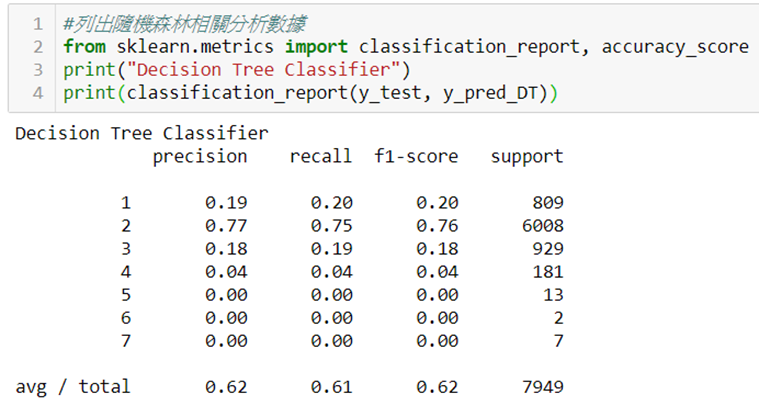 1 #列出隨機森林相關分析數據
2 from sklearn.metrics import classification_report, accuracy_score
3 print("Decision Tree Classifier")
4 print(classification_report(y_test, y_pred_DT))
Decision Tree Classifier
precision recall f1-score support
1 0.19 0.20 0.20 809
2 0.77 0.75 0.76 6008
3 0.18 0.19 0.18 929
4 0.04 0.04 0.04 181
5 0.00 0.00 0.00 13
6 0.00 0.00 0.00 2
7 0.00 0.00 0.00 7
avg / total 0.62 0.61 0.62 7949